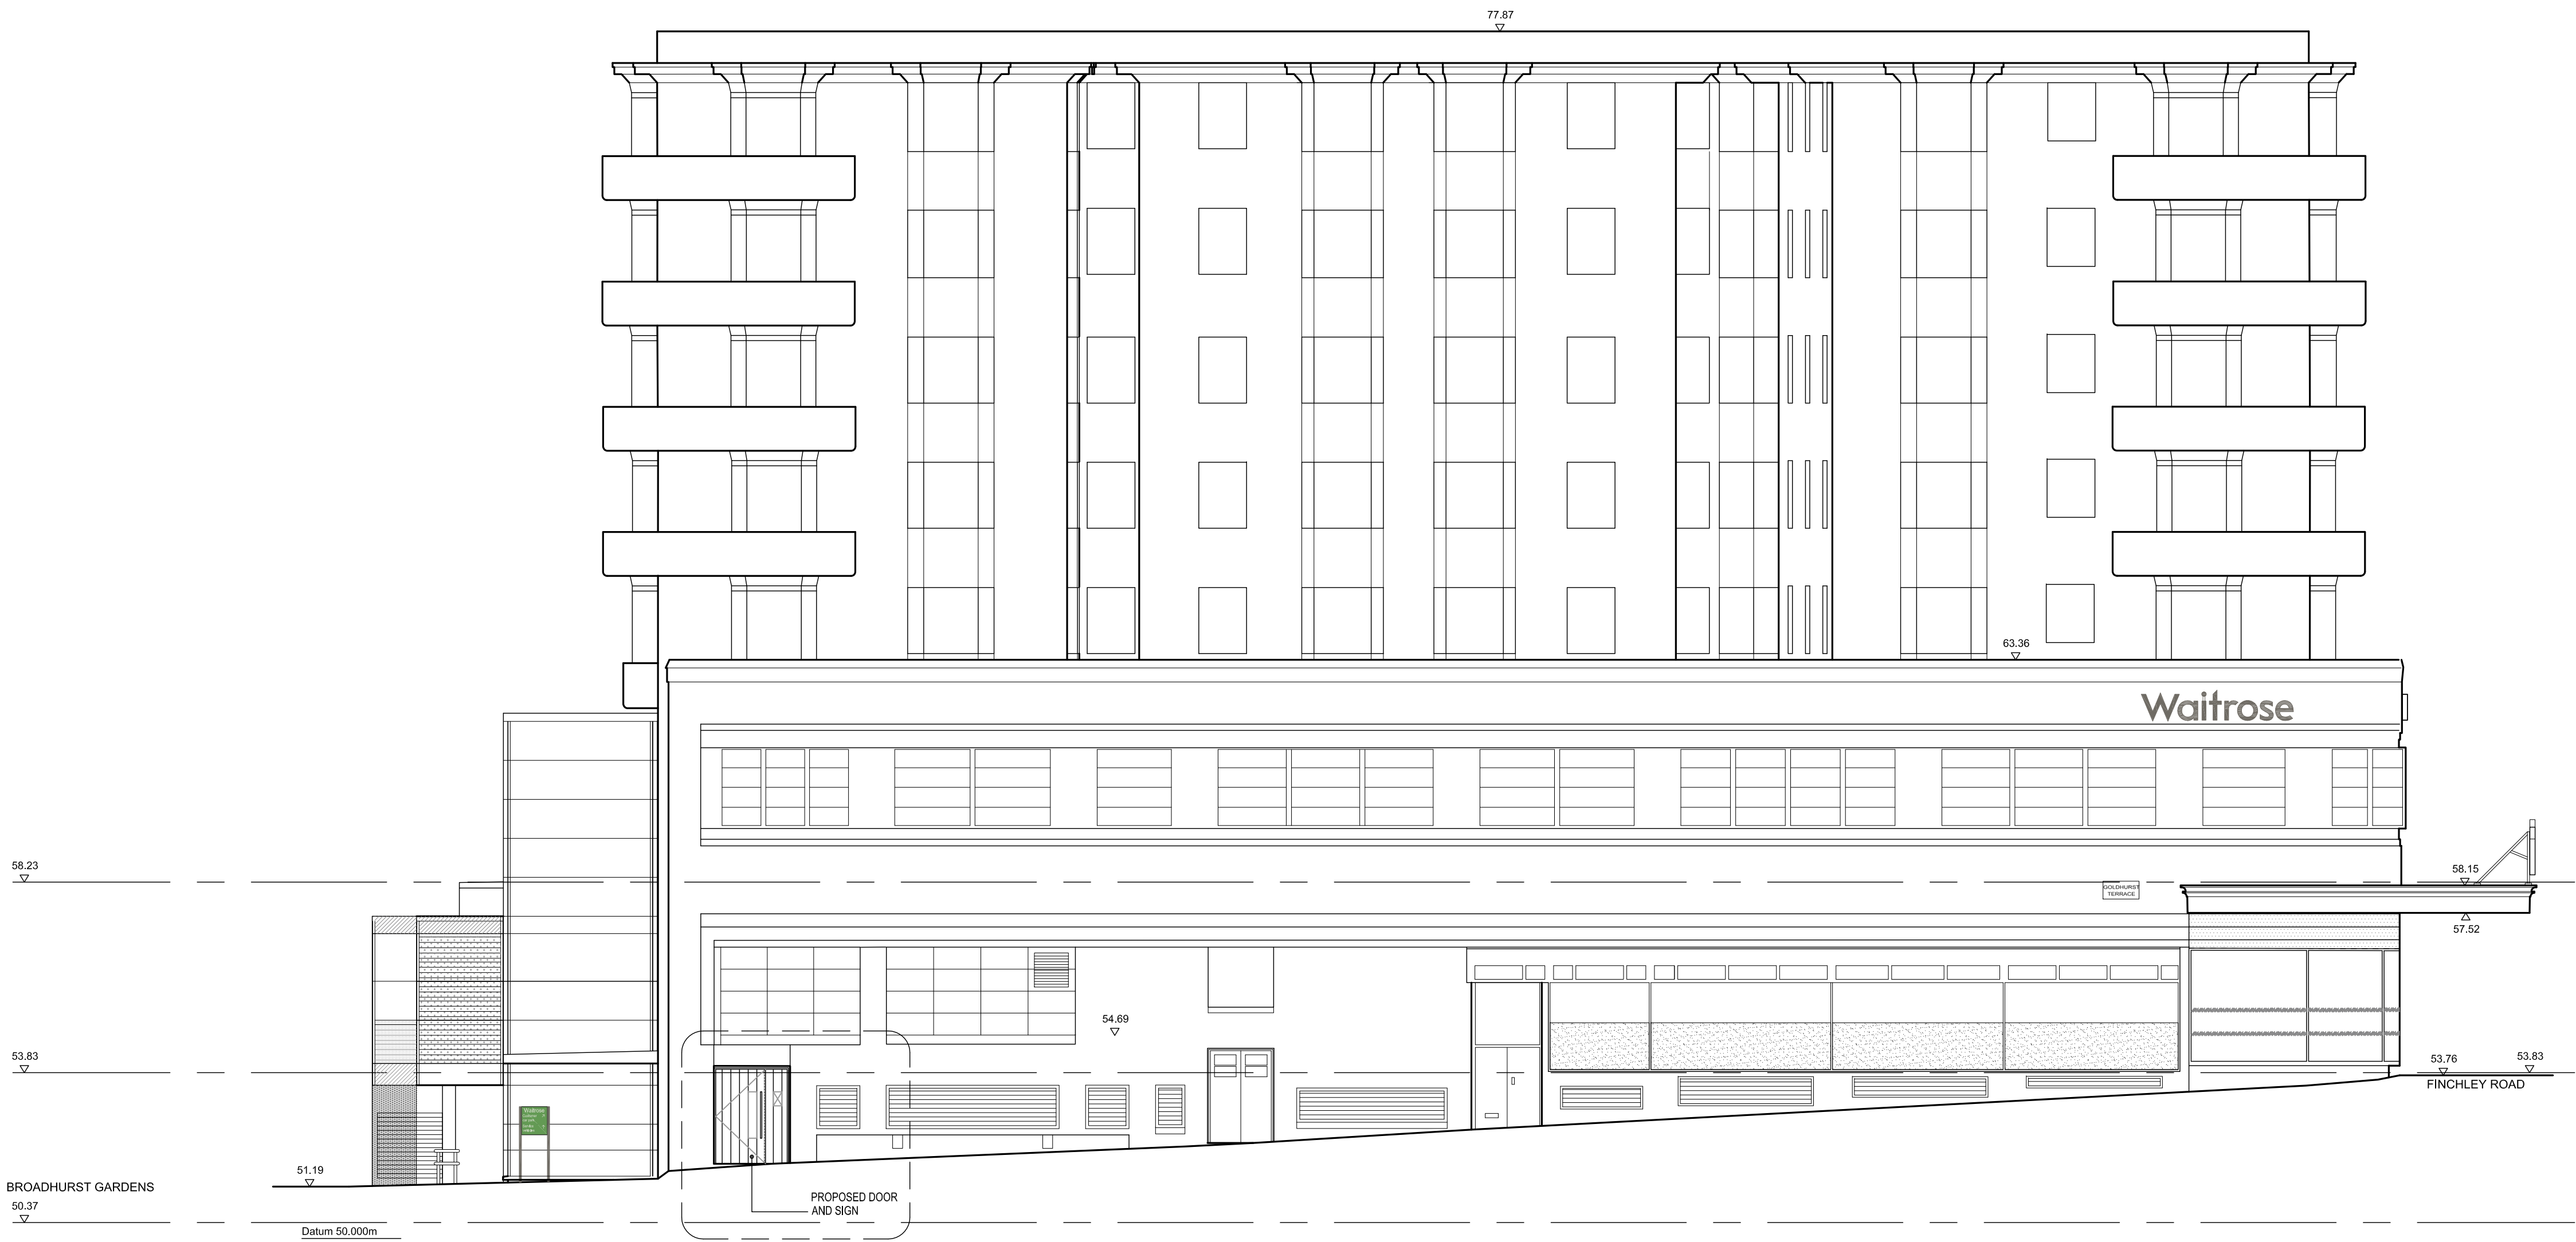 77.87
63.36
Waitrose
58.23
58.15
GOLDHURST
TERRACE
57.52
54.69
53.83
53.76
53.83
FINCHLEY ROAD
Waitrose
51.19
BROADHURST GARDENS
PROPOSED DOOR
AND SIGN
50.37
Datum 50.000m